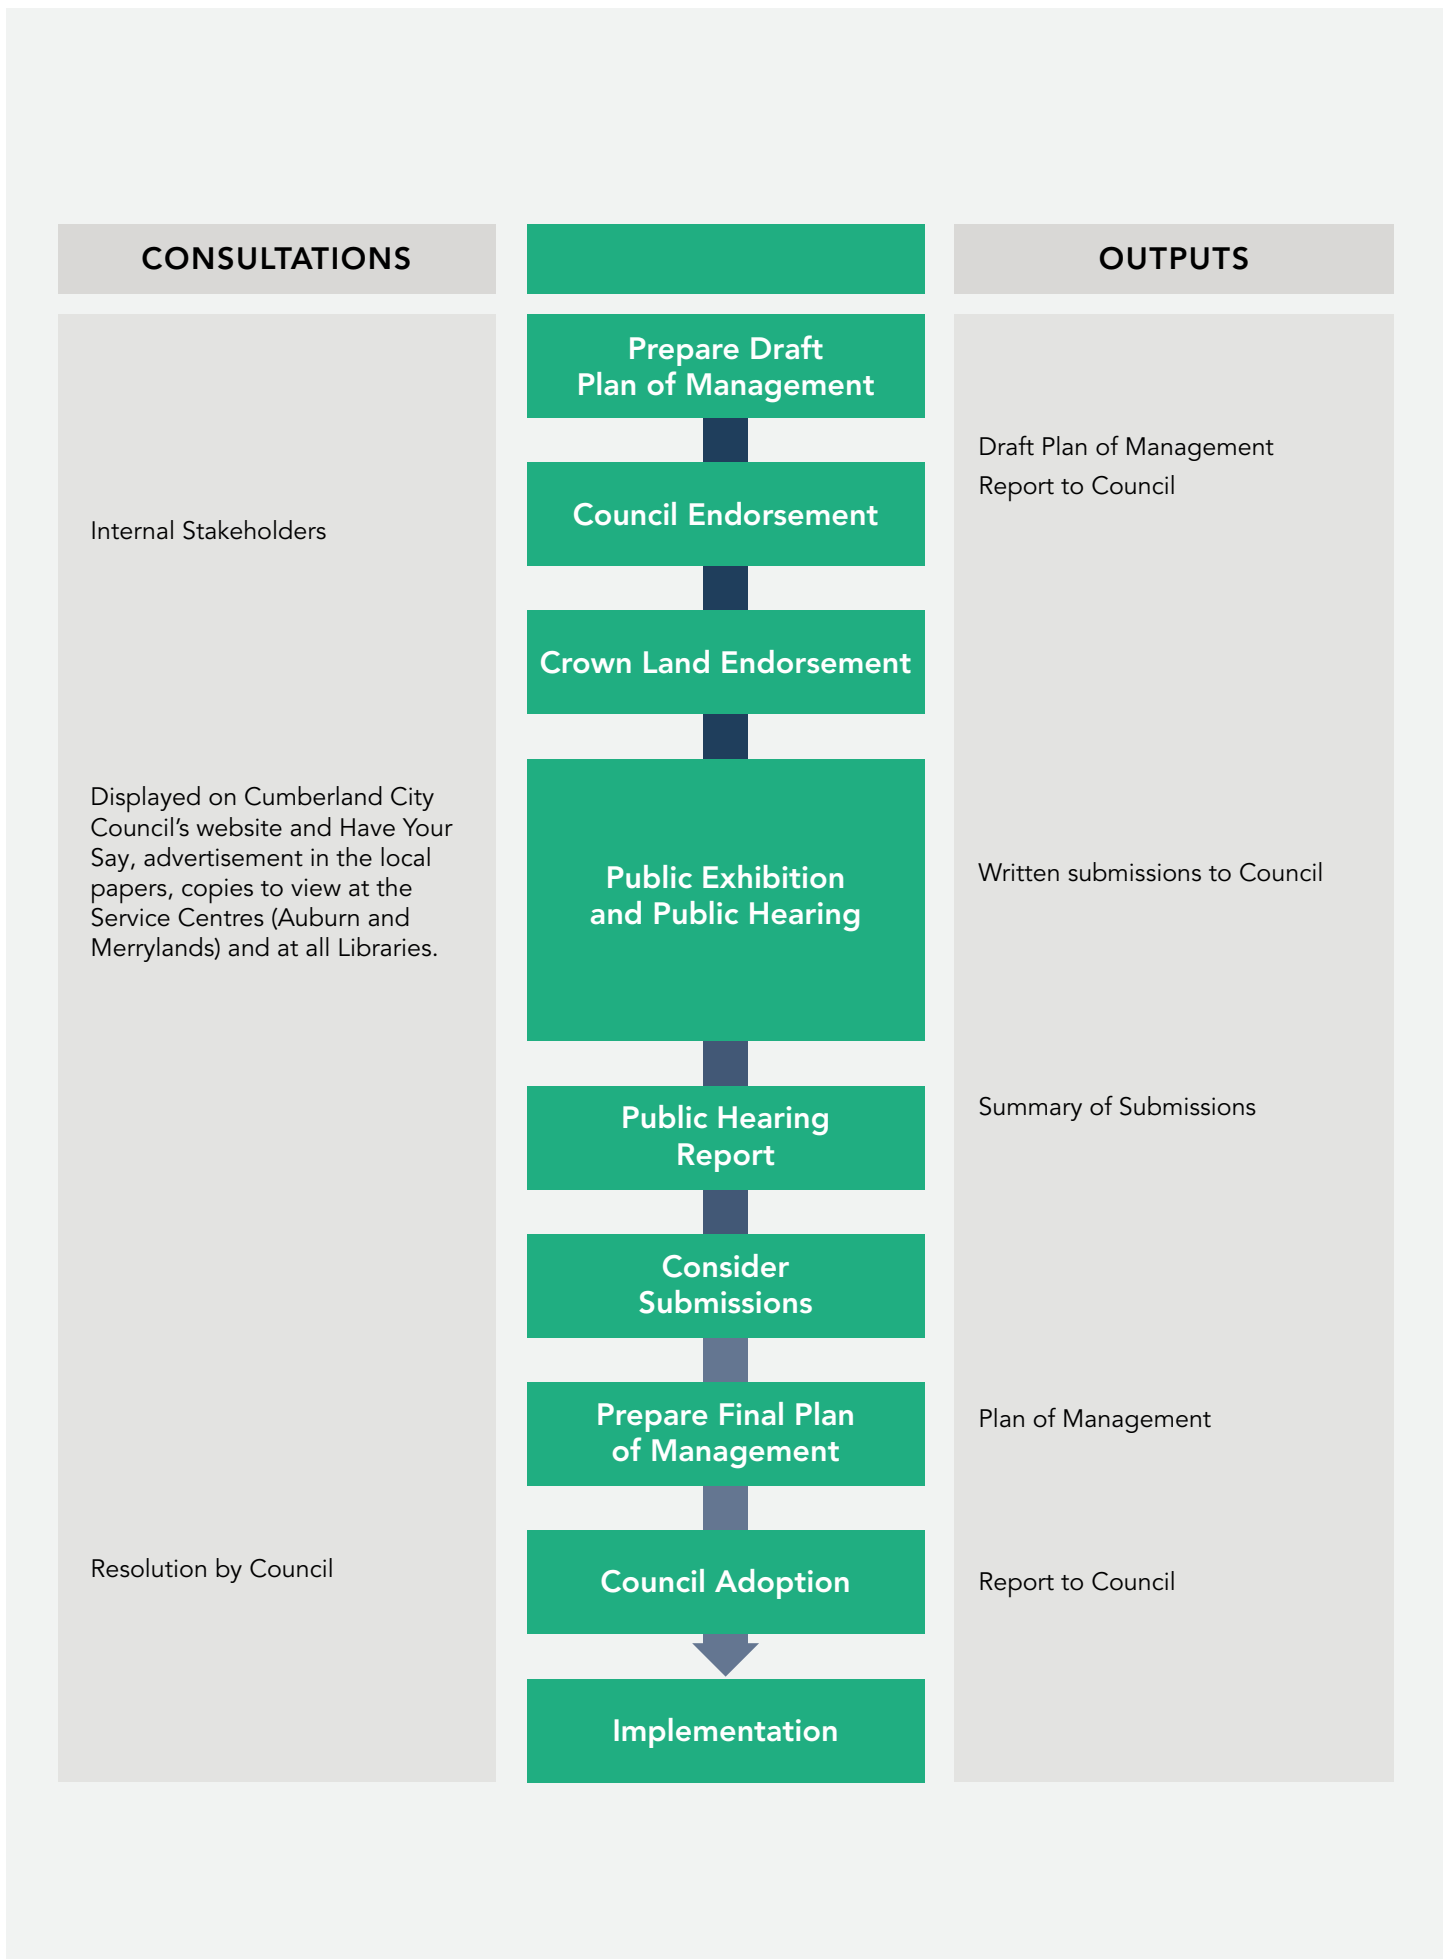 CONSULTATIONS
OUTPUTS
Prepare Draft
Plan of Management
Draft Plan of Management
Report to Council
Internal Stakeholders
Council Endorsement
Crown Land Endorsement
Displayed on Cumberland City
Council’s website and Have Your
Say, advertisement in the local
papers, copies to view at the
Service Centres (Auburn and
Merrylands) and at all Libraries.
Public Exhibition
and Public Hearing
Written submissions to Council
Public Hearing
Report
Summary of Submissions
Consider
Submissions
Prepare Final Plan
of Management
Plan of Management
Resolution by Council
Council Adoption
Report to Council
Implementation